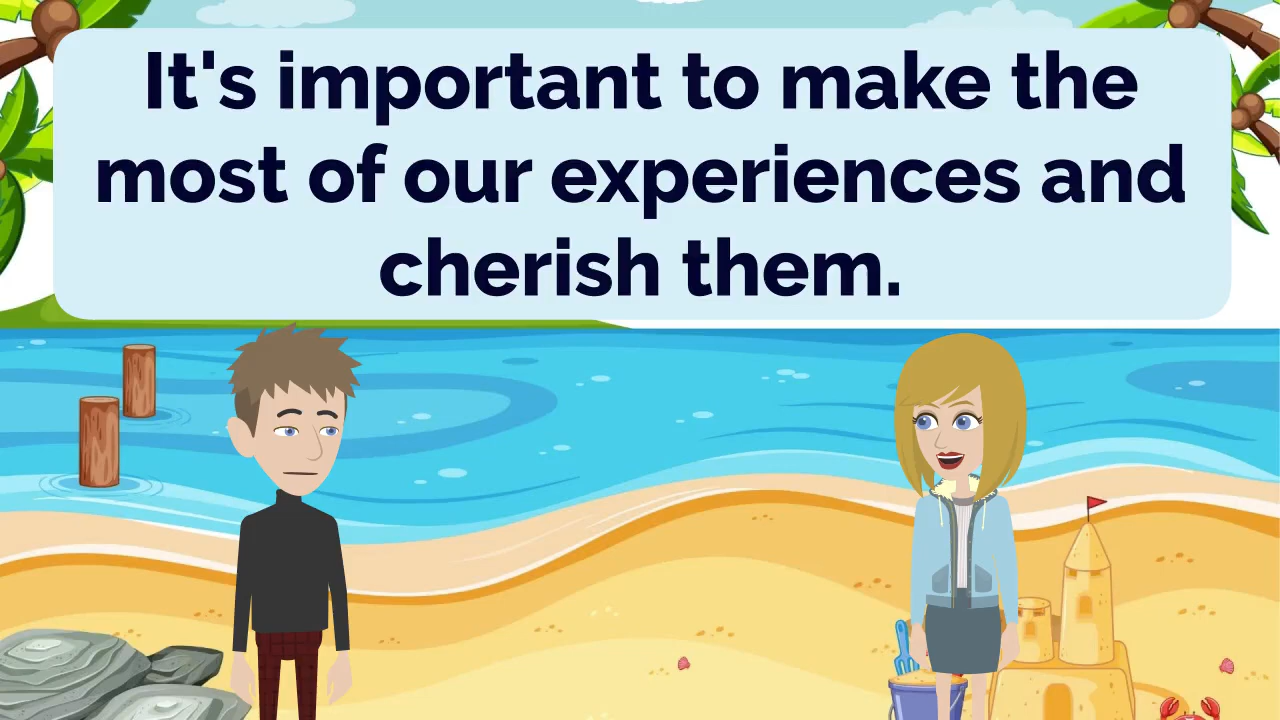 It's important to make the
most of our experiences and
cherish them.